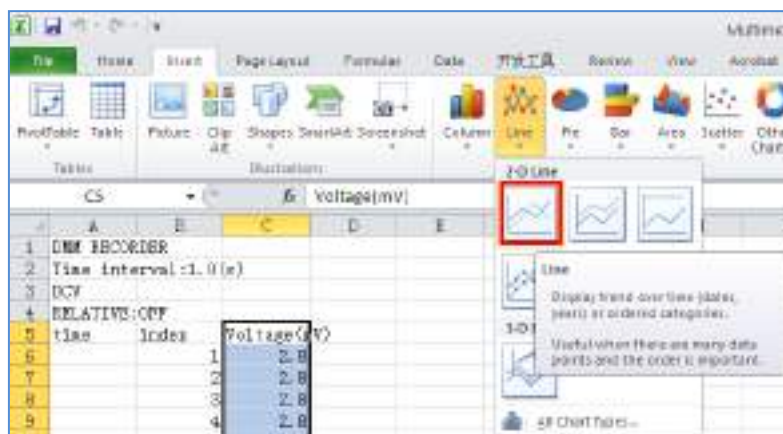 Multime
File Home Insert Page Layout Formulas Data 开发工具 Review View Acrobat
PivotTable Table Picture Clip Art Shapes SmartArt Screenshot Column Line Pie Bar Area Scatter Other Charts
Tables Illustrations
2-D Line
C5 fx Voltage(mV)
A B C D E
1 DMM RECORDER
2 Time interval:1.0(s)
3 DCV
4 RELATIVE:OFF
5 time index Voltage(mV)
6 1 2.8
7 2 2.8
8 3 2.8
9 4 2.8
Line
Display trend over time (dates,
years) or ordered categories.
Useful when there are many data
points and the order is important.
3-D
All Chart Types...